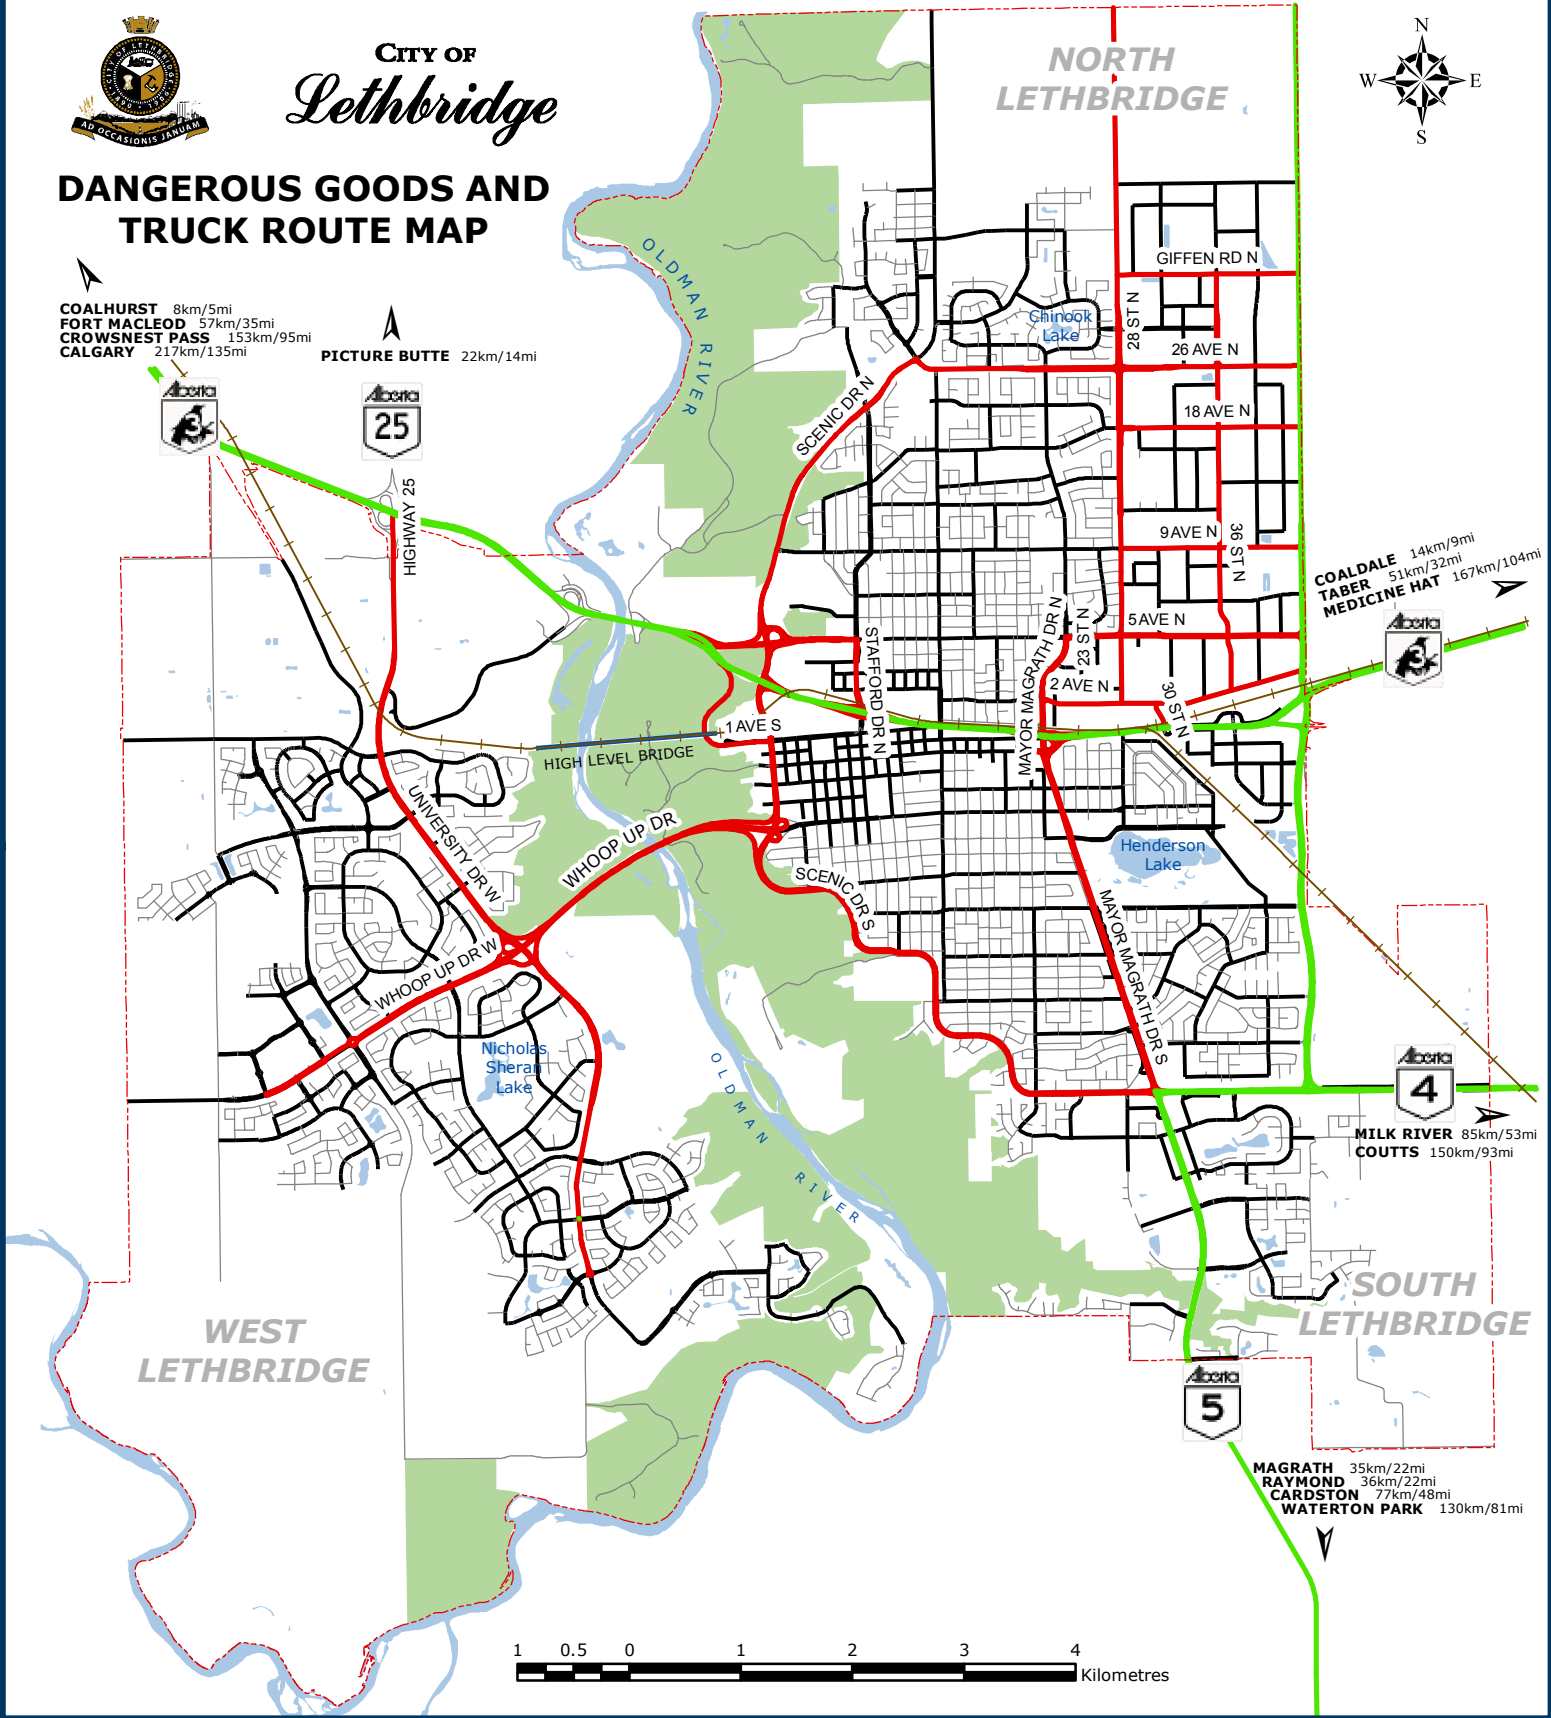 CITY OF LETHBRIDGE
AD OCCASIONIS JANUAM
CITY OF
Lethbridge
DANGEROUS GOODS AND
TRUCK ROUTE MAP
N
W
E
S
NORTH
LETHBRIDGE
COALHURST 8km/5mi
FORT MACLEOD 57km/35mi
CROWSNEST PASS 153km/95mi
CALGARY 217km/135mi
PICTURE BUTTE 22km/14mi
Alberta
3
Alberta
25
HIGHWAY 25
OLDMAN RIVER
GIFFEN RD N
Chinook
Lake
28 ST N
26 AVE N
SCENIC DR N
18 AVE N
9 AVE N
36 ST N
COALDALE 14km/9mi
TABER 51km/32mi
MEDICINE HAT 167km/104mi
Alberta
3
5 AVE N
23 ST N
STAFFORD DR N
MAYOR MAGRATH DR N
2 AVE N
30 ST N
1 AVE S
HIGH LEVEL BRIDGE
UNIVERSITY DR W
WHOOP UP DR
Henderson
Lake
SCENIC DR S
MAYOR MAGRATH DR S
WHOOP UP DR W
Nicholas
Sheran
Lake
OLDMAN RIVER
Alberta
4
MILK RIVER 85km/53mi
COUTTS 150km/93mi
WEST
LETHBRIDGE
SOUTH
LETHBRIDGE
Alberta
5
MAGRATH 35km/22mi
RAYMOND 36km/22mi
CARDSTON 77km/48mi
WATERTON PARK 130km/81mi
1 0.5 0 1 2 3 4
Kilometres